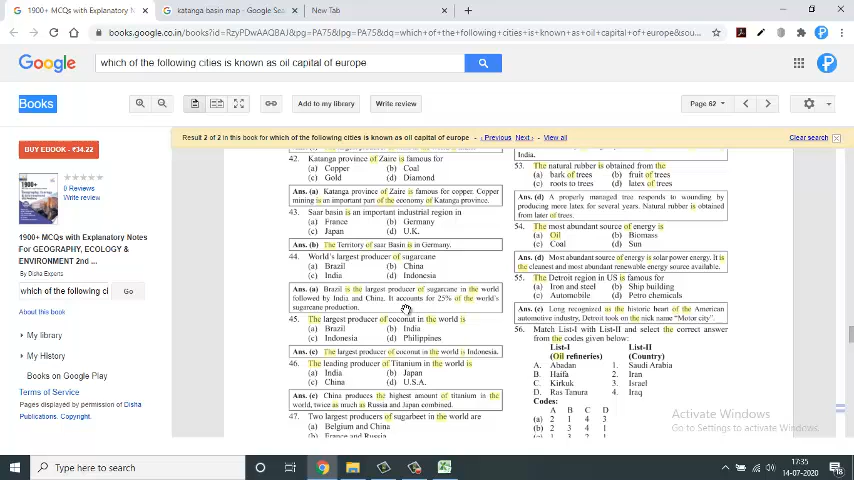 1900+ MCQs with Explanatory N
katanga basin map - Google Sea
New Tab
books.google.co.in/books?id=RzyPDwAAQBAJ&pg=PA75&lpg=PA75&dq=which+of+the+following+cities+is+known+as+oil+capital+of+europe&sou...
Google
which of the following cities is known as oil capital of europe
Books
Add to my library
Write review
Page 62
Result 2 of 2 in this book for which of the following cities is known as oil capital of europe
‹ Previous Next › - View all
Clear search
BUY EBOOK - ₹34.22
0 Reviews
Write review
1900+ MCQs with Explanatory Notes
For GEOGRAPHY, ECOLOGY &
ENVIRONMENT 2nd ...
By Disha Experts
which of the following ci
Go
About this book
My library
My History
Books on Google Play
Terms of Service
Pages displayed by permission of Disha
Publications. Copyright.
42. Katanga province of Zaire is famous for
(a) Copper (b) Coal
(c) Gold (d) Diamond
Ans. (a) Katanga province of Zaire is famous for copper. Copper
mining is an important part of the economy of Katanga province.
43. Saar basin is an important industrial region in
(a) France (b) Germany
(c) Japan (d) U.K.
Ans. (b) The Territory of saar Basin is in Germany.
44. World's largest producer of sugarcane
(a) Brazil (b) China
(c) India (d) Indonesia
Ans. (a) Brazil is the largest producer of sugarcane in the world
followed by India and China. It accounts for 25% of the world's
sugarcane production.
45. The largest producer of coconut in the world is
(a) Brazil (b) India
(c) Indonesia (d) Philippines
Ans. (c) The largest producer of coconut in the world is Indonesia.
46. The leading producer of Titanium in the world is
(a) India (b) Japan
(c) China (d) U.S.A.
Ans. (c) China produces the highest amount of titanium in the
world, twice as much as Russia and Japan combined.
47. Two largest producers of sugarbeet in the world are
(a) Belgium and China
(b) France and Russia
India.
53. The natural rubber is obtained from the
(a) bark of trees (b) fruit of trees
(c) roots to trees (d) latex of trees
Ans. (d) A properly managed tree responds to wounding by
producing more latex for several years. Natural rubber is obtained
from later of trees.
54. The most abundant source of energy is
(a) Oil (b) Biomass
(c) Coal (d) Sun
Ans. (d) Most abundant source of energy is solar power energy. It is
the cleanest and most abundant renewable energy source available.
55. The Detroit region in US is famous for
(a) Iron and Steel (b) Ship building
(c) Automobile (d) Petro chemicals
Ans. (c) Long recognized as the historic heart of the American
automotive industry, Detroit took on the nick name “Motor city”.
56. Match List-I with List-II and select the correct answer
from the codes given below:
List-I List-II
(Oil refineries) (Country)
A. Abadan 1. Saudi Arabia
B. Haifa 2. Iran
C. Kirkuk 3. Israel
D. Ras Tanura 4. Iraq
Codes:
A B C D
(a) 2 1 4 3
(b) 2 3 4 1
(c) 1 3 2 4
Activate Windows
Go to Settings to activate Windows.
Type here to search
17:35
14-07-2020